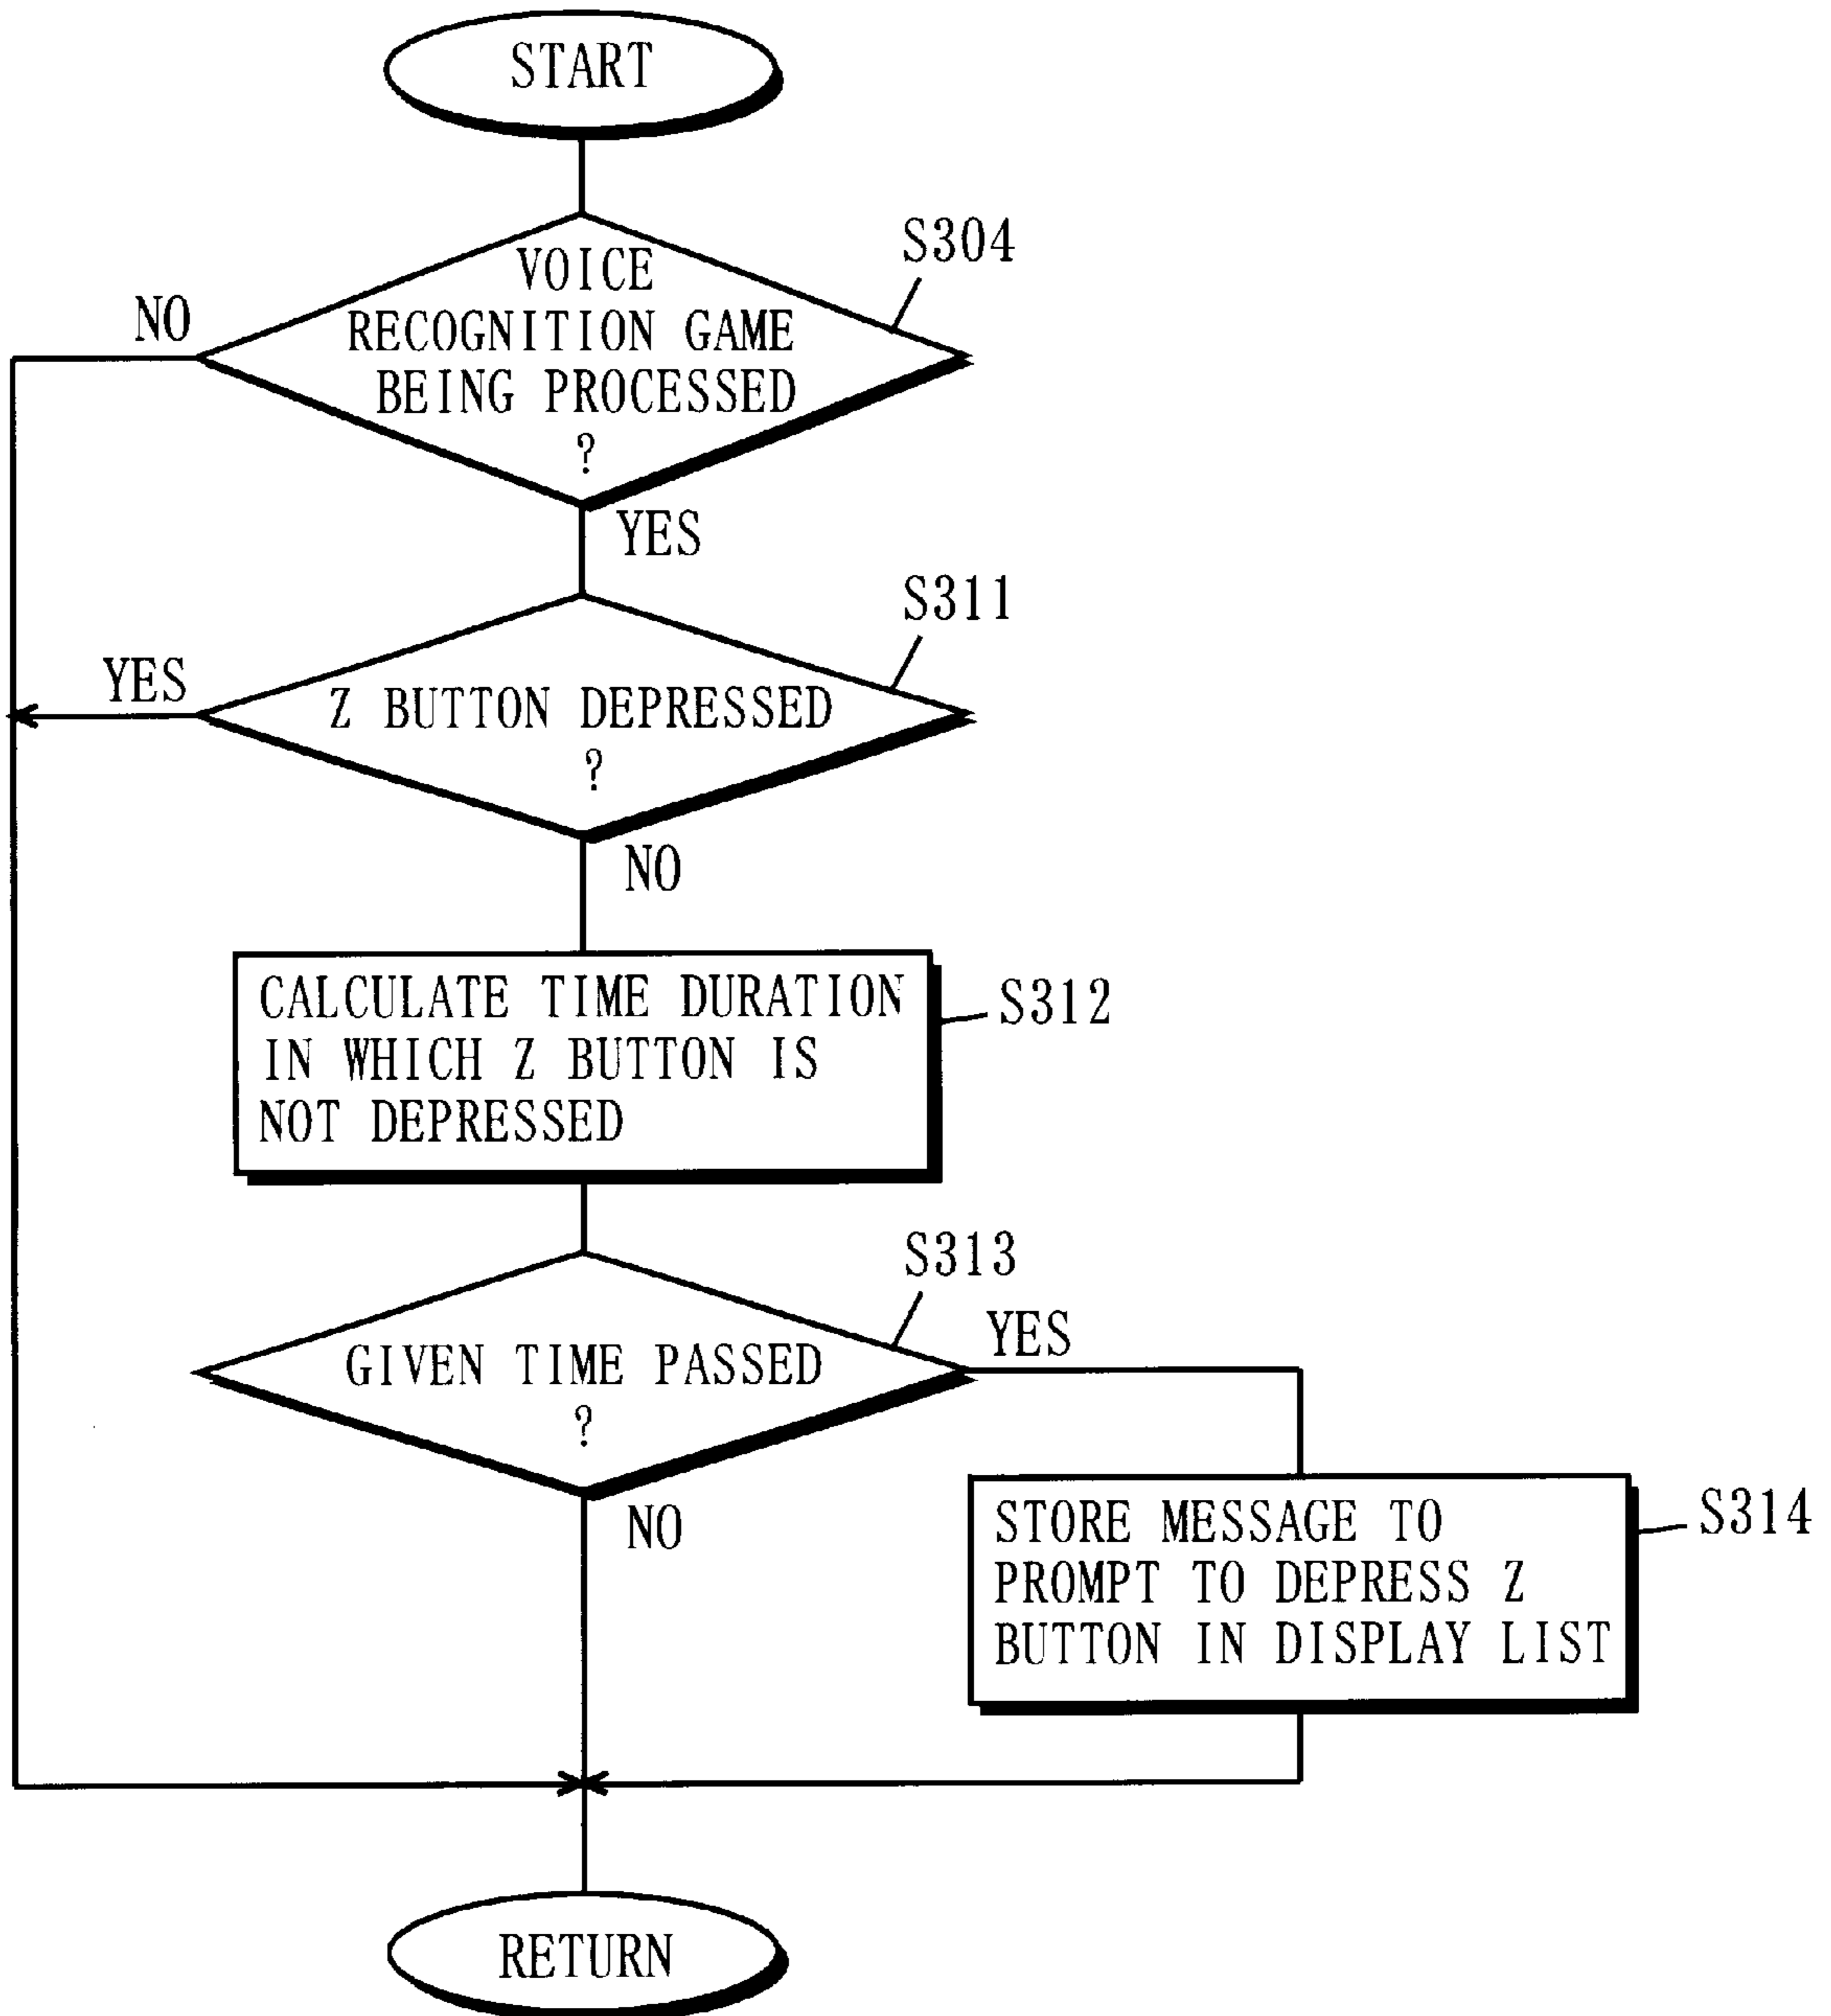 START
S304
VOICE
RECOGNITION GAME
BEING PROCESSED
?
NO
YES
S311
YES
Z BUTTON DEPRESSED
?
NO
CALCULATE TIME DURATION
IN WHICH Z BUTTON IS
NOT DEPRESSED
S312
S313
YES
GIVEN TIME PASSED
?
NO
STORE MESSAGE TO
PROMPT TO DEPRESS Z
BUTTON IN DISPLAY LIST
S314
RETURN